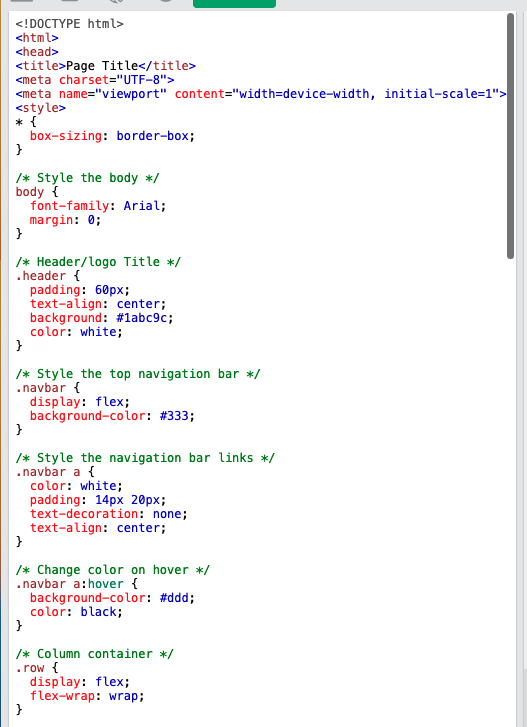 <!DOCTYPE html>
<html>
<head>
<title>Page Title</title>
<meta charset="UTF-8">
<meta name="viewport" content="width=device-width, initial-scale=1">
<style>
* {
  box-sizing: border-box;
}

/* Style the body */
body {
  font-family: Arial;
  margin: 0;
}

/* Header/logo Title */
.header {
  padding: 60px;
  text-align: center;
  background: #1abc9c;
  color: white;
}

/* Style the top navigation bar */
.navbar {
  display: flex;
  background-color: #333;
}

/* Style the navigation bar links */
.navbar a {
  color: white;
  padding: 14px 20px;
  text-decoration: none;
  text-align: center;
}

/* Change color on hover */
.navbar a:hover {
  background-color: #ddd;
  color: black;
}

/* Column container */
.row {
  display: flex;
  flex-wrap: wrap;
}